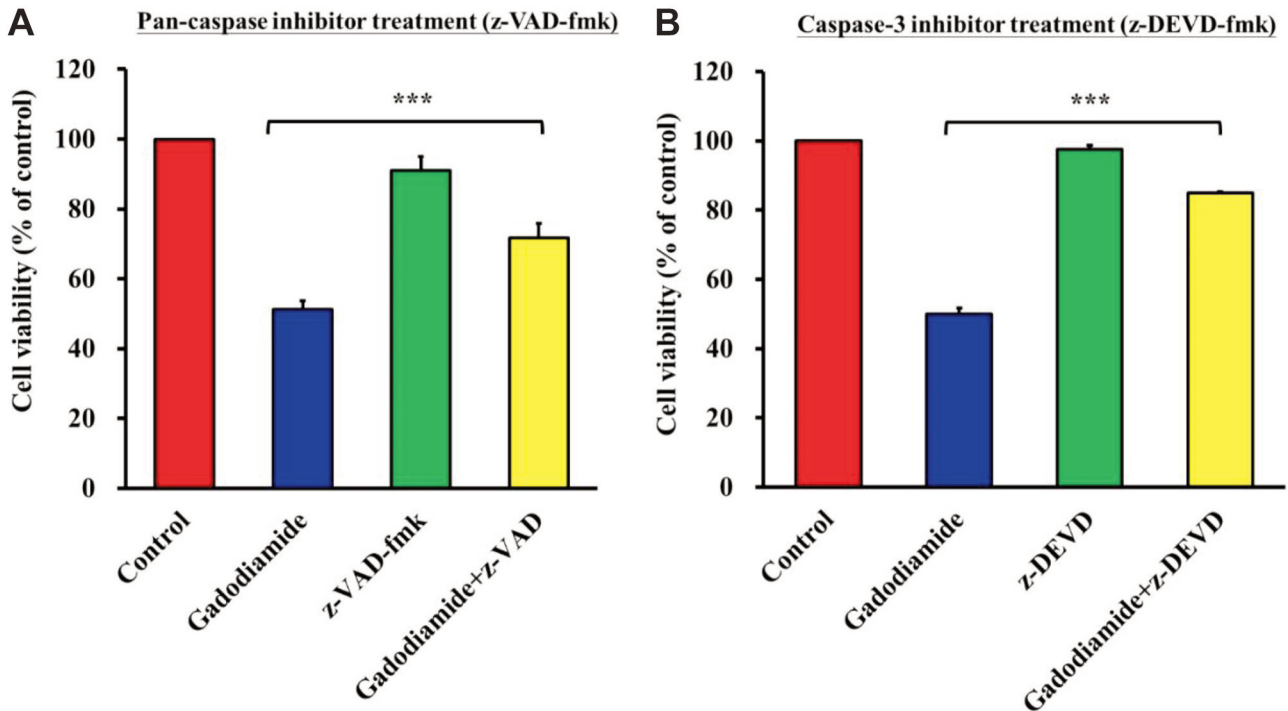 A
Pan-caspase inhibitor treatment (z-VAD-fmk)
Cell viability (% of control)
120
100
80
60
40
20
0
***
Control
Gadodiamide
z-VAD-fmk
Gadodiamide+z-VAD
B
Caspase-3 inhibitor treatment (z-DEVD-fmk)
Cell viability (% of control)
120
100
80
60
40
20
0
***
Control
Gadodiamide
z-DEVD
Gadodiamide+z-DEVD